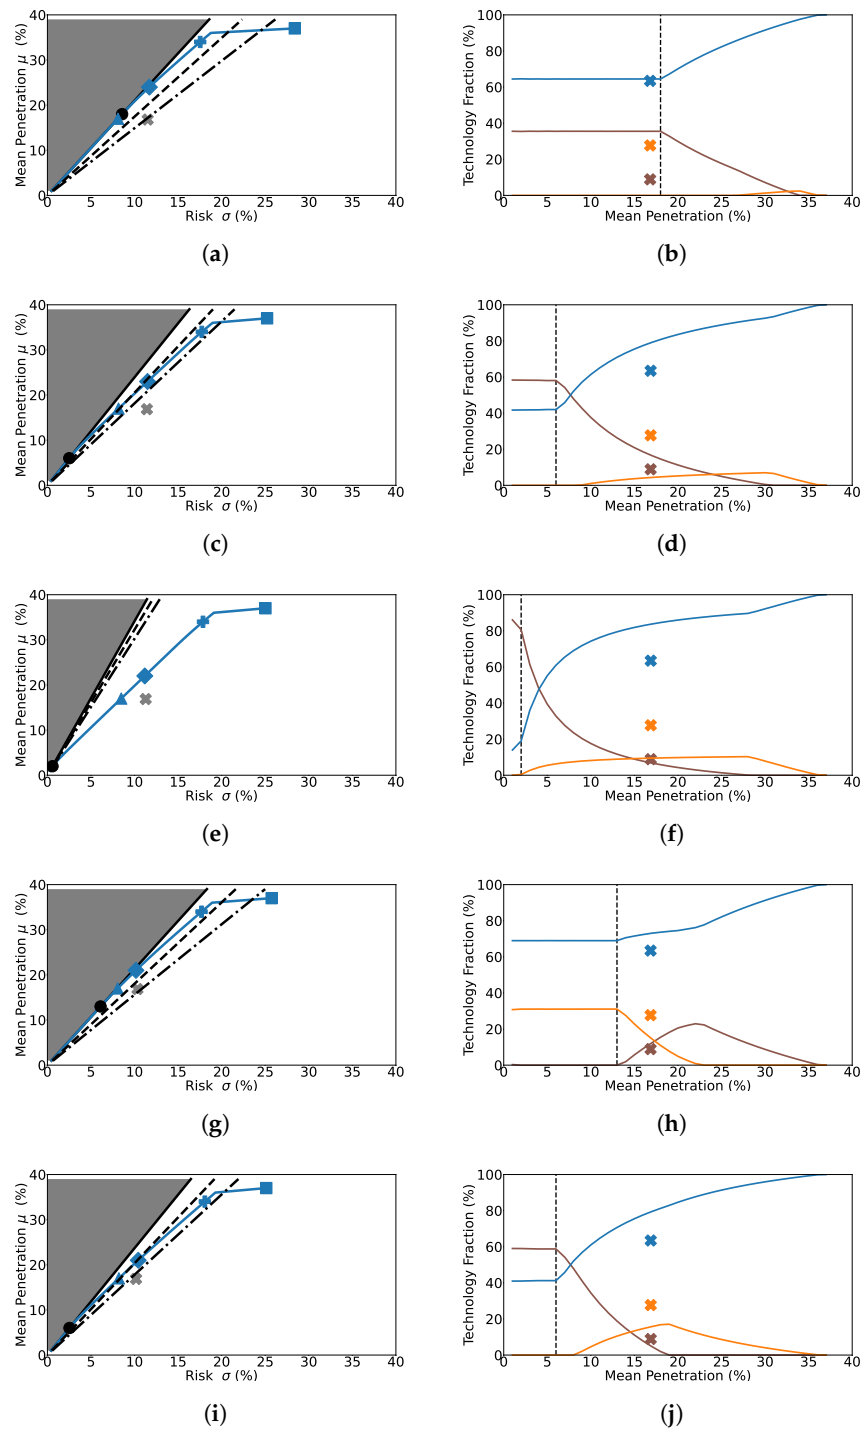 Mean Penetration μ (%)
40
30
20
10
0
0 5 10 15 20 25 30 35 40
Risk σ (%)
(a)
Technology Fraction (%)
100
80
60
40
20
0
0 5 10 15 20 25 30 35 40
Mean Penetration (%)
(b)
Mean Penetration μ (%)
40
30
20
10
0
0 5 10 15 20 25 30 35 40
Risk σ (%)
(c)
Technology Fraction (%)
100
80
60
40
20
0
0 5 10 15 20 25 30 35 40
Mean Penetration (%)
(d)
Mean Penetration μ (%)
40
30
20
10
0
0 5 10 15 20 25 30 35 40
Risk σ (%)
(e)
Technology Fraction (%)
100
80
60
40
20
0
0 5 10 15 20 25 30 35 40
Mean Penetration (%)
(f)
Mean Penetration μ (%)
40
30
20
10
0
0 5 10 15 20 25 30 35 40
Risk σ (%)
(g)
Technology Fraction (%)
100
80
60
40
20
0
0 5 10 15 20 25 30 35 40
Mean Penetration (%)
(h)
Mean Penetration μ (%)
40
30
20
10
0
0 5 10 15 20 25 30 35 40
Risk σ (%)
(i)
Technology Fraction (%)
100
80
60
40
20
0
0 5 10 15 20 25 30 35 40
Mean Penetration (%)
(j)